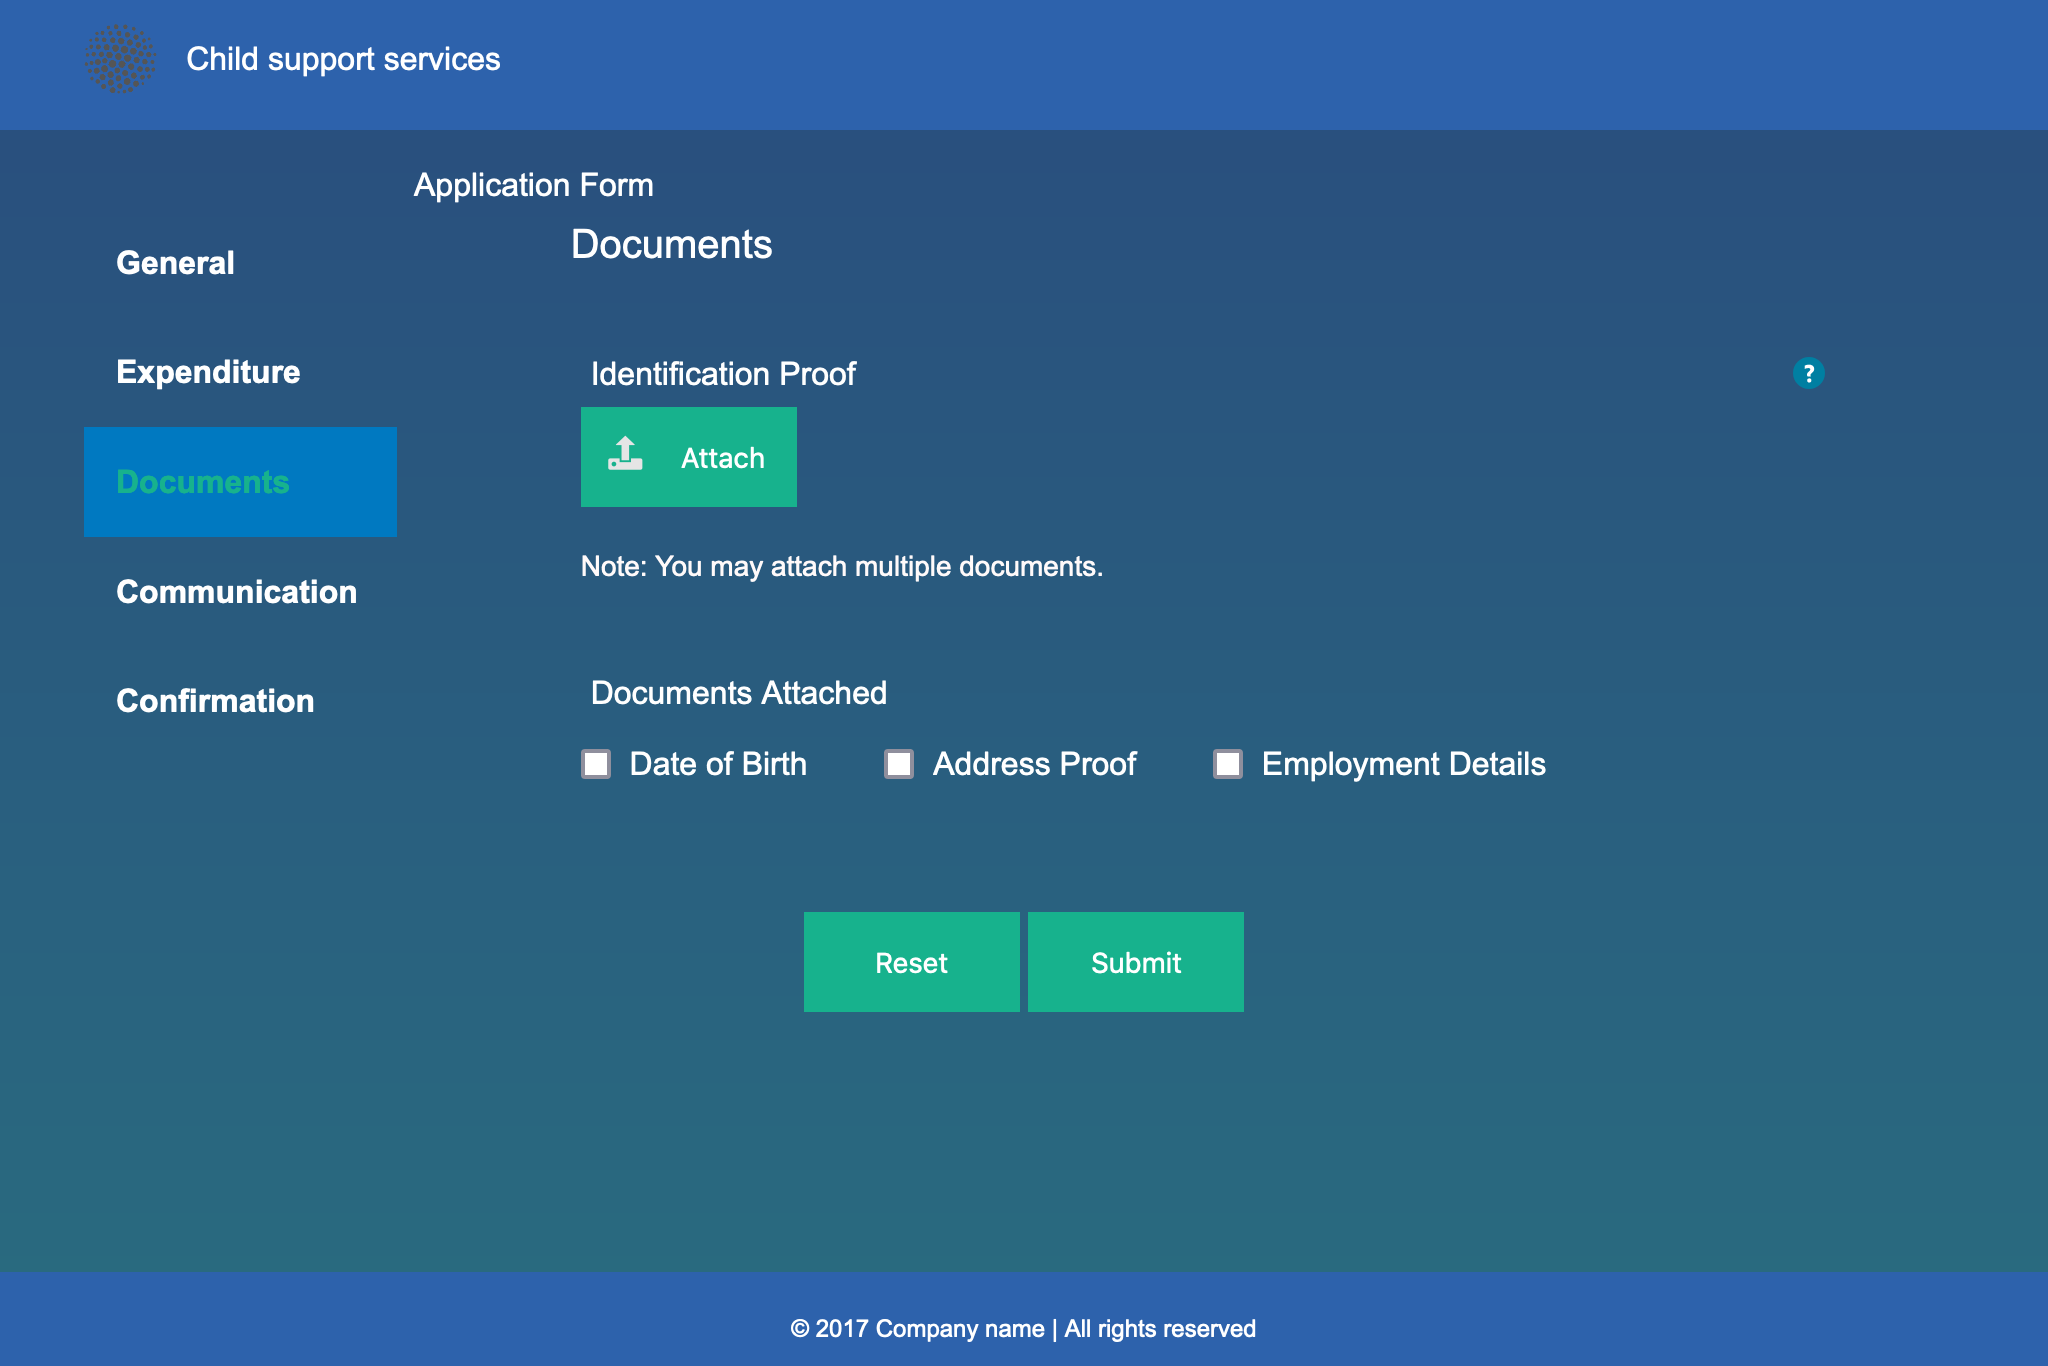 Child support services
Application Form
Documents
General
Expenditure
Documents
Communication
Confirmation
Identification Proof
?
Attach
Note: You may attach multiple documents.
Documents Attached
Date of Birth
Address Proof
Employment Details
Reset
Submit
© 2017 Company name | All rights reserved